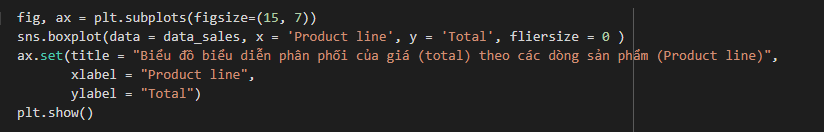 fig, ax = plt.subplots(figsize=(15, 7))
sns.boxplot(data = data_sales, x = 'Product line', y = 'Total', fliersize = 0 )
ax.set(title = "Biểu đồ biểu diễn phân phối của giá (total) theo các dòng sản phẩm (Product line)",
xlabel = "Product line",
ylabel = "Total")
plt.show()